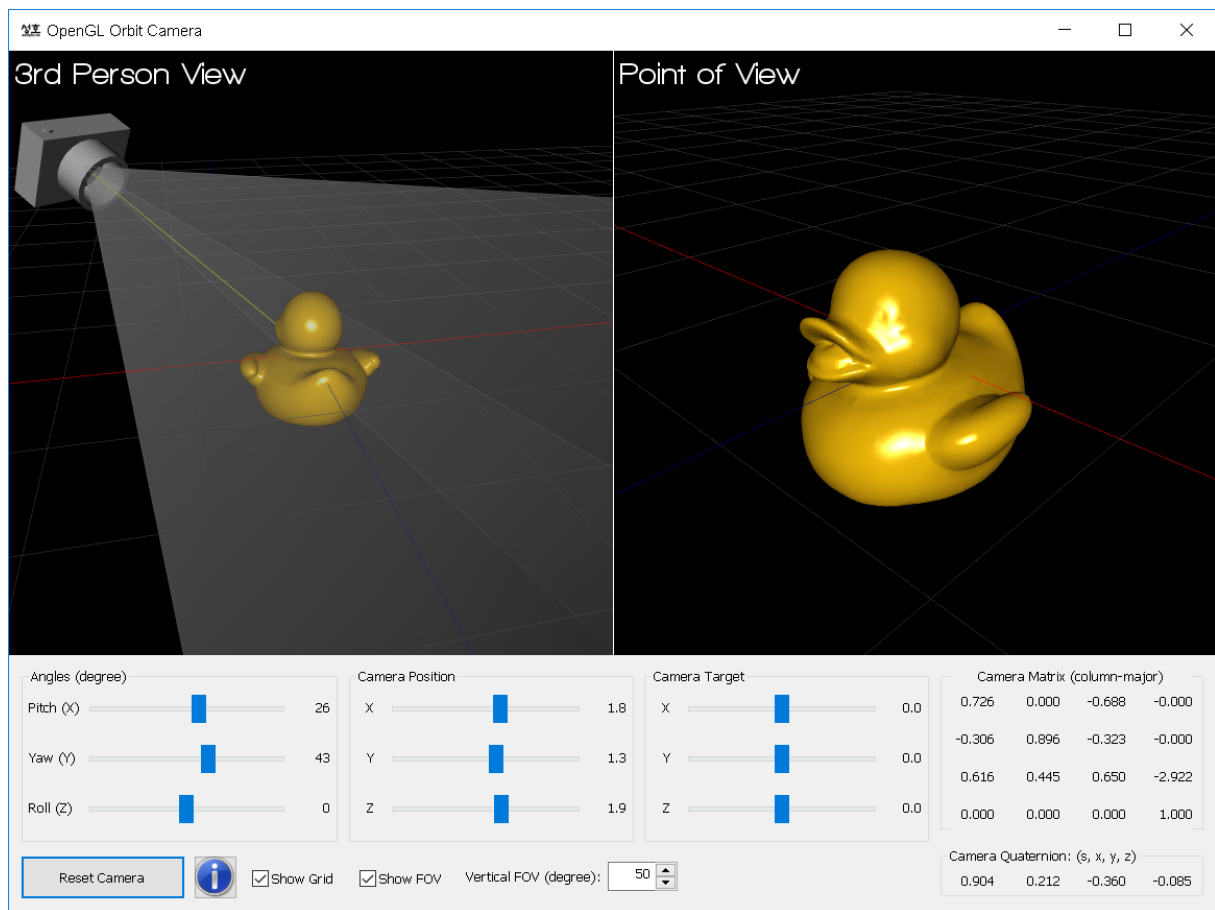 OpenGL Orbit Camera
3rd Person View
Point of View
Angles (degree)
Pitch (X) 26
Yaw (Y) 43
Roll (Z) 0
Camera Position
X 1.8
Y 1.3
Z 1.9
Camera Target
X 0.0
Y 0.0
Z 0.0
Camera Matrix (column-major)
0.726 0.000 -0.688 -0.000
-0.306 0.896 -0.323 -0.000
0.616 0.445 0.650 -2.922
0.000 0.000 0.000 1.000
Reset Camera
Show Grid
Show FOV
Vertical FOV (degree): 50
Camera Quaternion: (s, x, y, z)
0.904 0.212 -0.360 -0.085